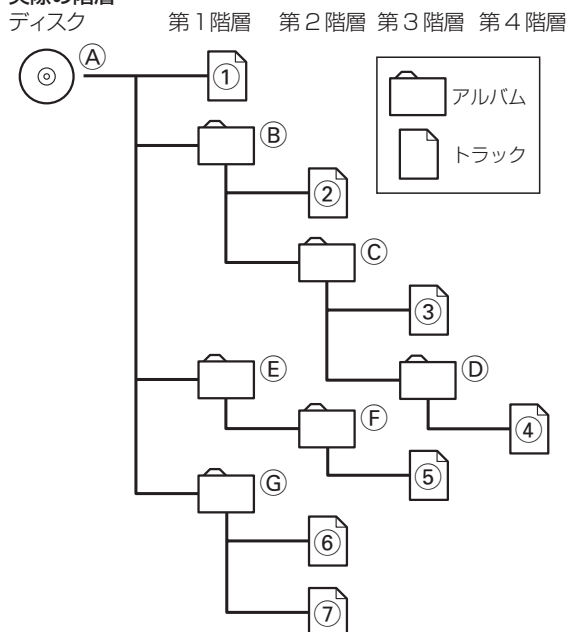 実際の階層
ディスク 第1階層 第2階層 第3階層 第4階層
Ⓐ ①
アルバム
Ⓑ
トラック
②
Ⓒ
③
Ⓔ Ⓓ
Ⓕ ④
Ⓖ ⑤
⑥
⑦